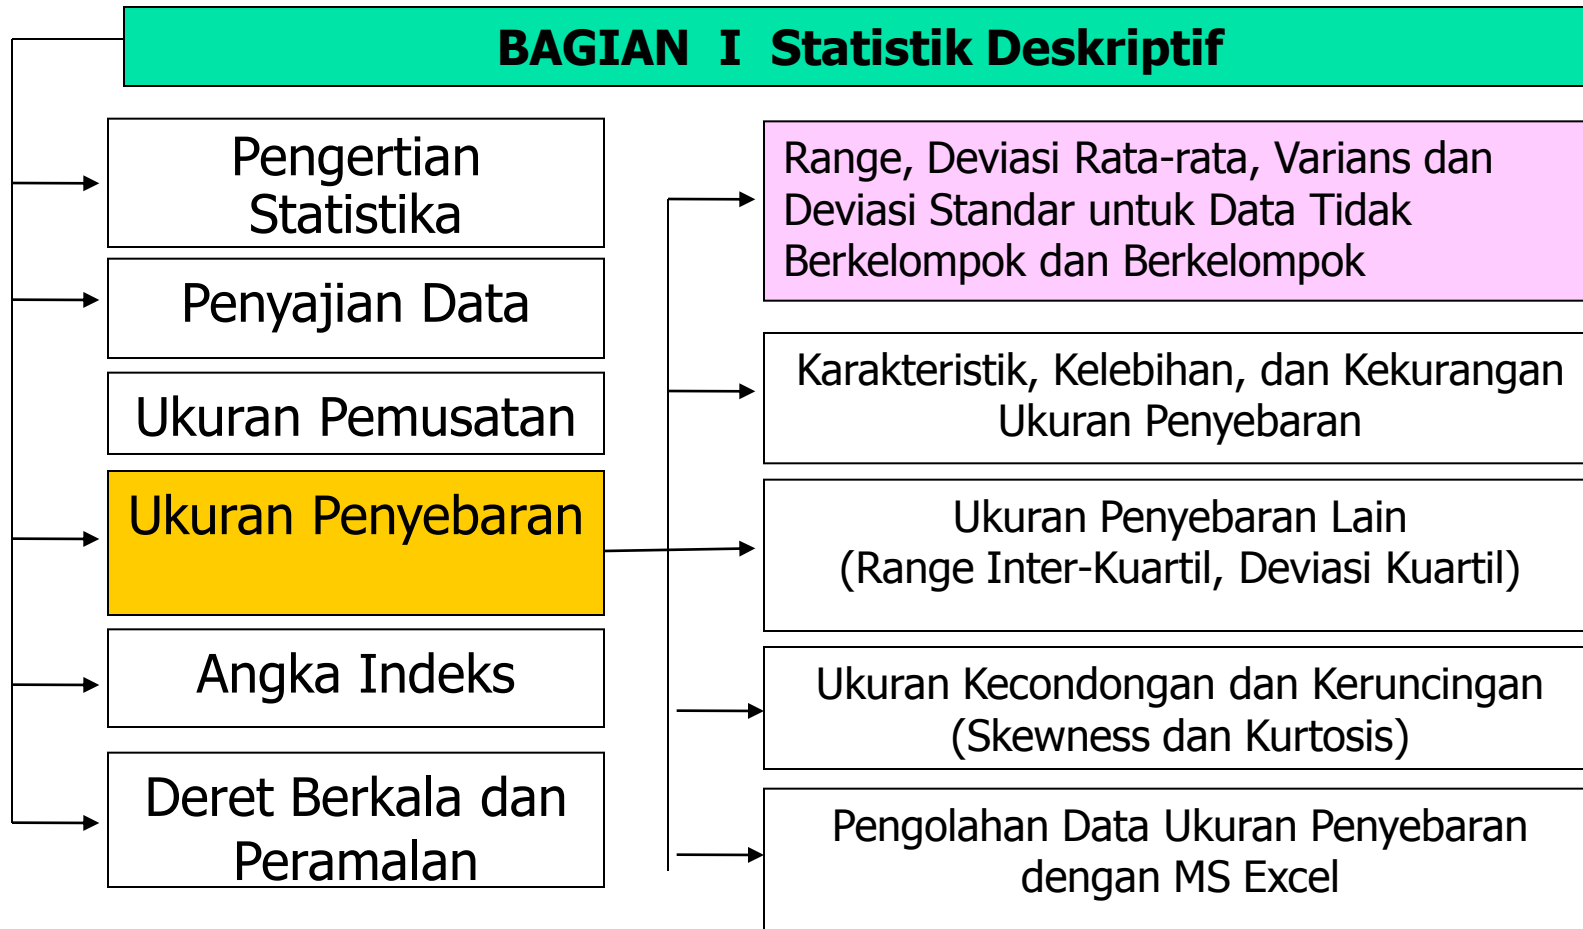 BAGIAN I Statistik Deskriptif
Pengertian
Statistika
Penyajian Data
Ukuran Pemusatan
Ukuran Penyebaran
Angka Indeks
Deret Berkala dan
Peramalan
Range, Deviasi Rata-rata, Varians dan
Deviasi Standar untuk Data Tidak
Berkelompok dan Berkelompok
Karakteristik, Kelebihan, dan Kekurangan
Ukuran Penyebaran
Ukuran Penyebaran Lain
(Range Inter-Kuartil, Deviasi Kuartil)
Ukuran Kecondongan dan Keruncingan
(Skewness dan Kurtosis)
Pengolahan Data Ukuran Penyebaran
dengan MS Excel